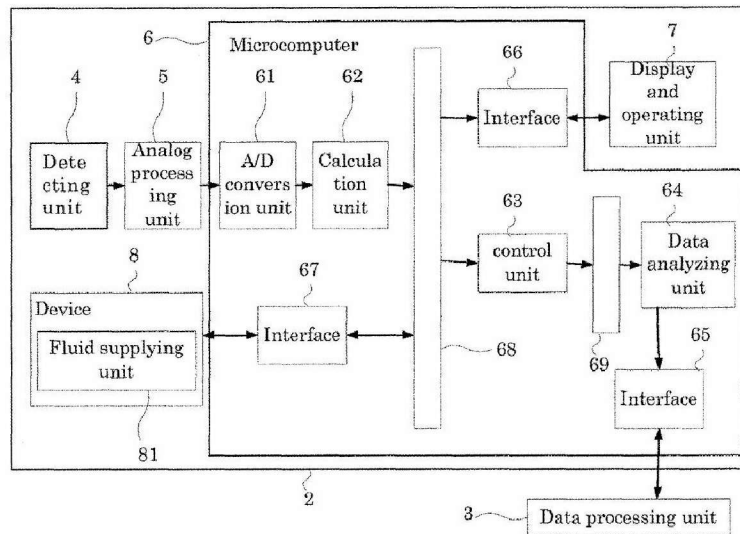 6
Microcomputer
7
4
5
61
62
66
Display
and
operating
unit
Interface
Dete
cting
unit
Analog
process
ing
unit
A/D
convers
ion unit
Calcula
tion
unit
63
64
control
unit
Data
analyzing
unit
8
67
Device
Interface
Fluid supplying
unit
68
69
65
Interface
81
2
3
Data processing unit